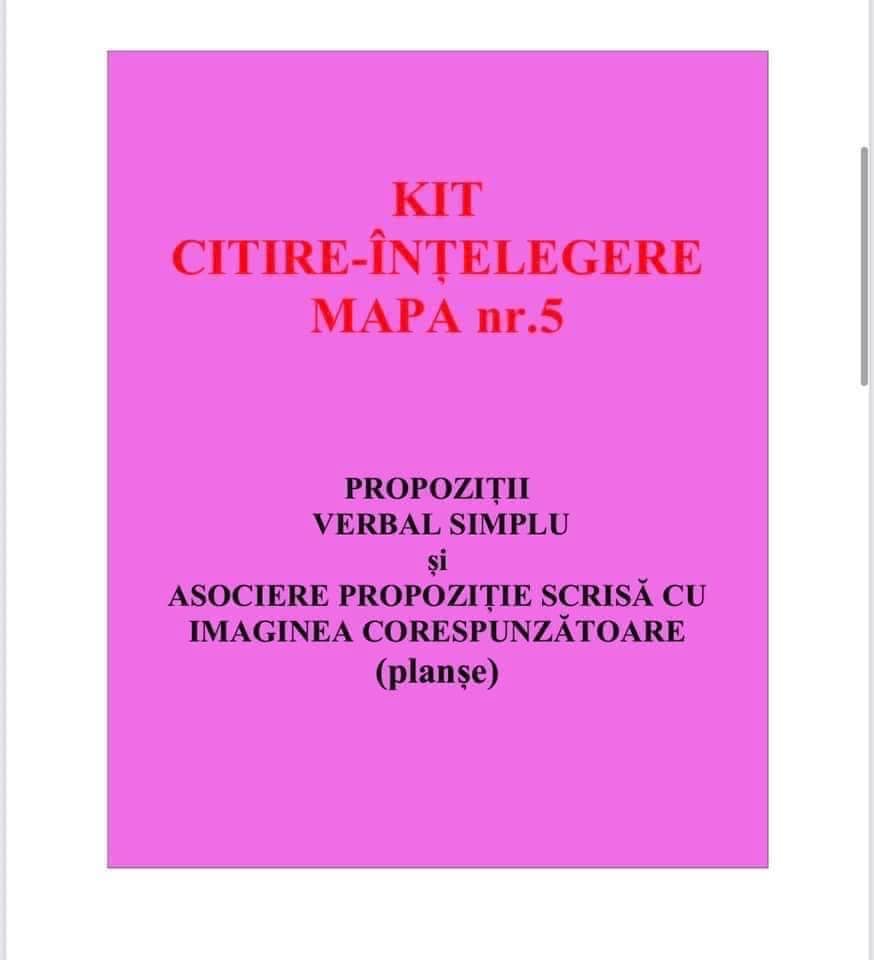 KIT
CITIRE-ÎNȚELEGERE
MAPA nr.5
PROPOZIȚII
VERBAL SIMPLU
și
ASOCIERE PROPOZIȚIE SCRISĂ CU
IMAGINEA CORESPUNZĂTOARE
(planșe)